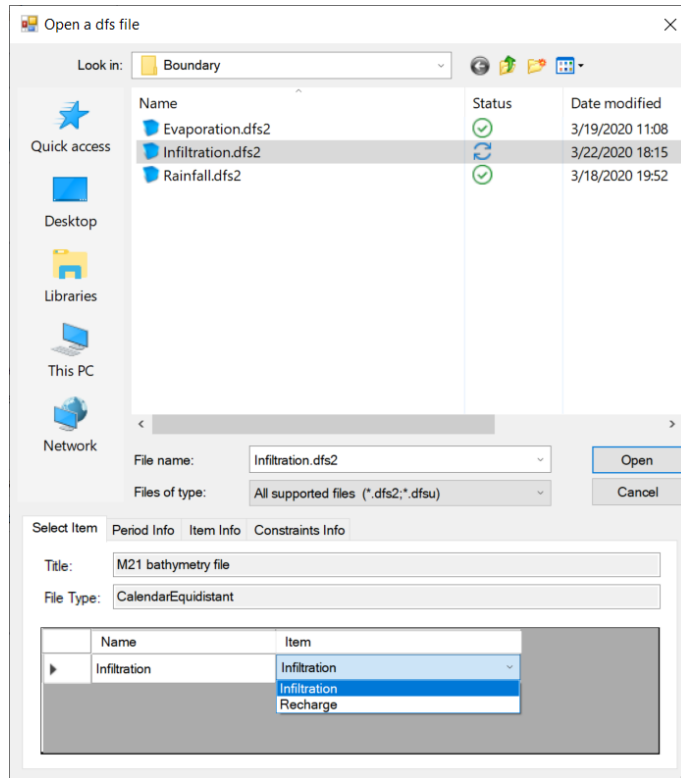 Open a dfs file
Look in: Boundary
Name Status Date modified
Quick access
Evaporation.dfs2 3/19/2020 11:08
Infiltration.dfs2 3/22/2020 18:15
Rainfall.dfs2 3/18/2020 19:52
Desktop
Libraries
This PC
Network
File name: Infiltration.dfs2 Open
Files of type: All supported files (*.dfs2;*.dfsu) Cancel
Select Item Period Info Item Info Constraints Info
Title: M21 bathymetry file
File Type: CalendarEquidistant
Name Item
Infiltration Infiltration
Infiltration
Recharge